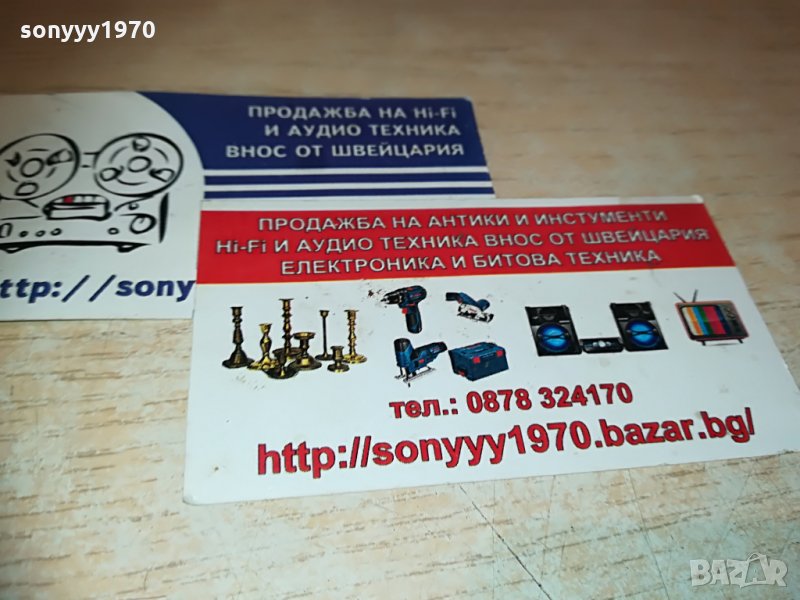 sonyyy1970
ПРОДАЖБА НА Hi-Fi
И АУДИО ТЕХНИКА
ВНОС ОТ ШВЕЙЦАРИЯ
ttp://sony
ПРОДАЖБА НА АНТИКИ И ИНСТУМЕНТИ
Hi-Fi И АУДИО ТЕХНИКА ВНОС ОТ ШВЕЙЦАРИЯ
ЕЛЕКТРОНИКА И БИТОВА ТЕХНИКА
тел.: 0878 324170
http://sonyyy1970.bazar.bg/
BAZAR